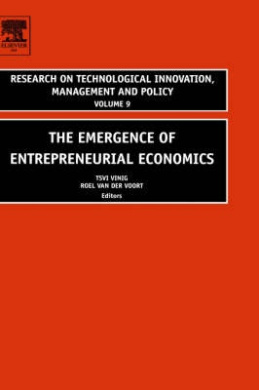 RESEARCH ON TECHNOLOGICAL INNOVATION,
MANAGEMENT AND POLICY
VOLUME 9
THE EMERGENCE OF
ENTREPRENEURIAL ECONOMICS
TSVI VINIG
ROEL VAN DER VOORT
Editors